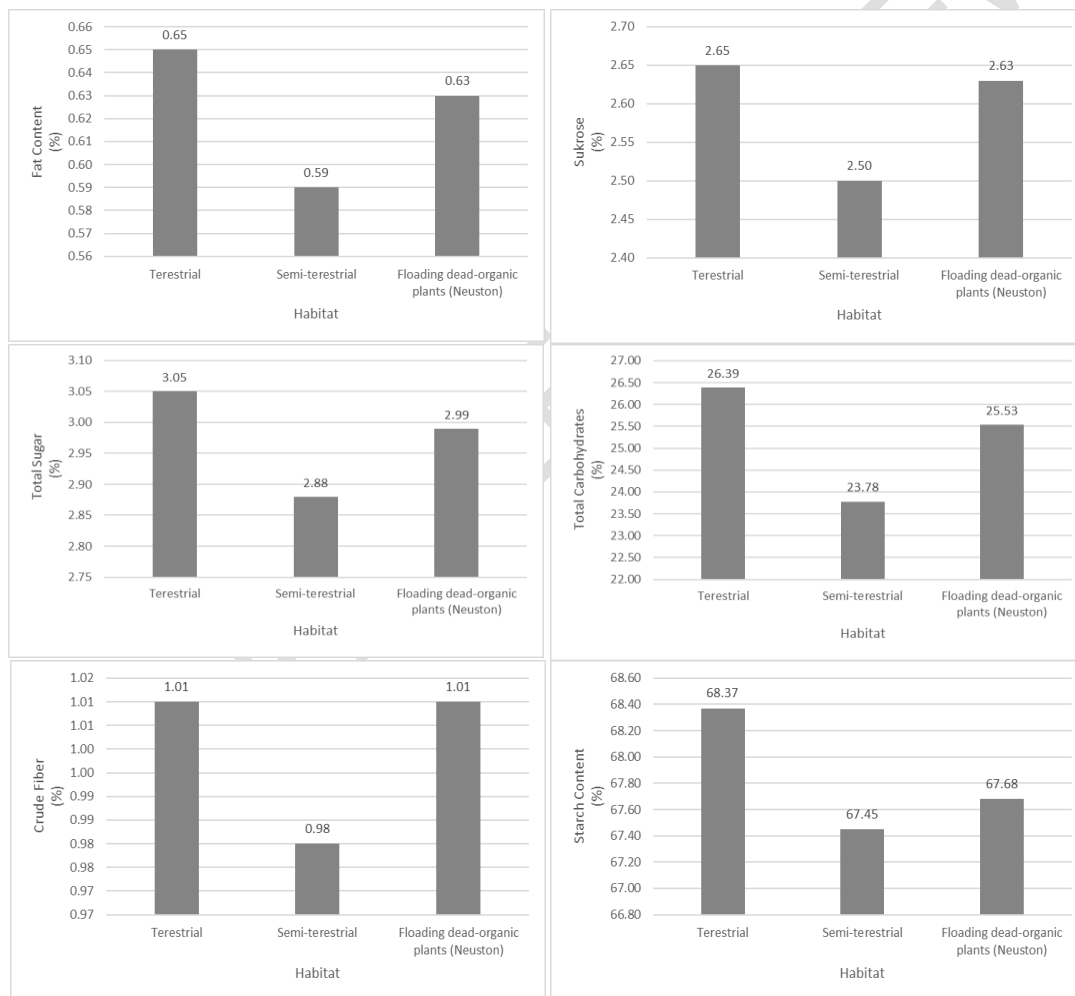 Fat Content
(%)
0.66
0.65
0.64
0.63
0.62
0.61
0.60
0.59
0.58
0.57
0.56
0.65
0.59
0.63
Terestrial
Semi-terestrial
Floading dead-organic
plants (Neuston)
Habitat
Sukrose
(%)
2.70
2.65
2.60
2.55
2.50
2.45
2.40
2.65
2.50
2.63
Terestrial
Semi-terestrial
Floading dead-organic
plants (Neuston)
Habitat
Total Sugar
(%)
3.10
3.05
3.00
2.95
2.90
2.85
2.80
2.75
3.05
2.88
2.99
Terestrial
Semi-terestrial
Floading dead-organic
plants (Neuston)
Habitat
Total Carbohydrates
(%)
27.00
26.50
26.00
25.50
25.00
24.50
24.00
23.50
23.00
22.50
22.00
26.39
23.78
25.53
Terestrial
Semi-terestrial
Floading dead-organic
plants (Neuston)
Habitat
Crude Fiber
(%)
1.02
1.01
1.01
1.00
1.00
0.99
0.99
0.98
0.98
0.97
0.97
1.01
0.98
1.01
Terestrial
Semi-terestrial
Floading dead-organic
plants (Neuston)
Habitat
Starch Content
(%)
68.60
68.40
68.20
68.00
67.80
67.60
67.40
67.20
67.00
66.80
68.37
67.45
67.68
Terestrial
Semi-terestrial
Floading dead-organic
plants (Neuston)
Habitat